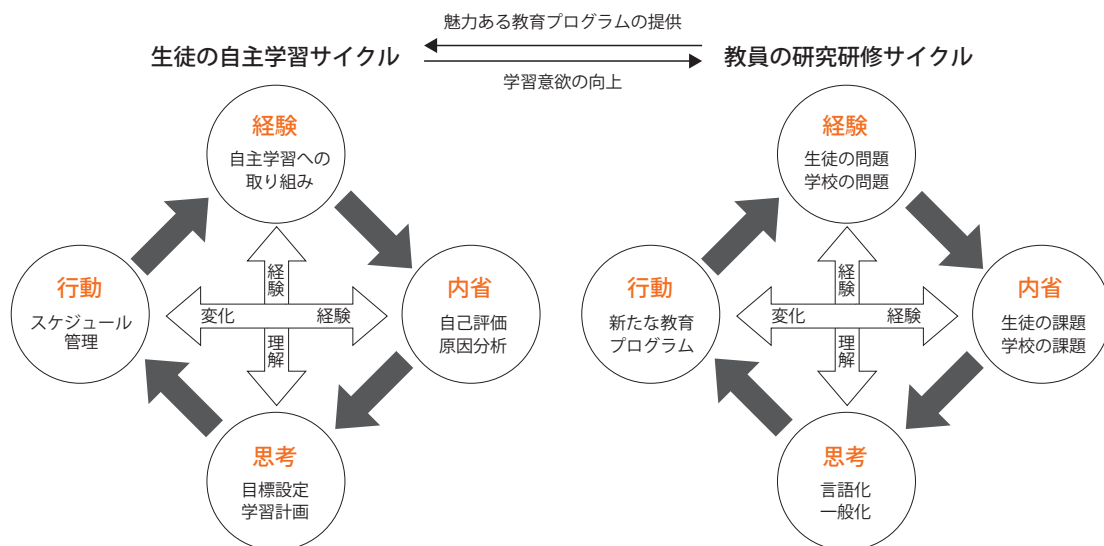 魅力ある教育プログラムの提供
生徒の自主学習サイクル
教員の研究研修サイクル
学習意欲の向上
経験
自主学習への
取り組み
行動
スケジュール
管理
内省
自己評価
原因分析
思考
目標設定
学習計画
経験
変化
経験
理解
経験
生徒の問題
学校の問題
行動
新たな教育
プログラム
内省
生徒の課題
学校の課題
思考
言語化
一般化
経験
変化
経験
理解